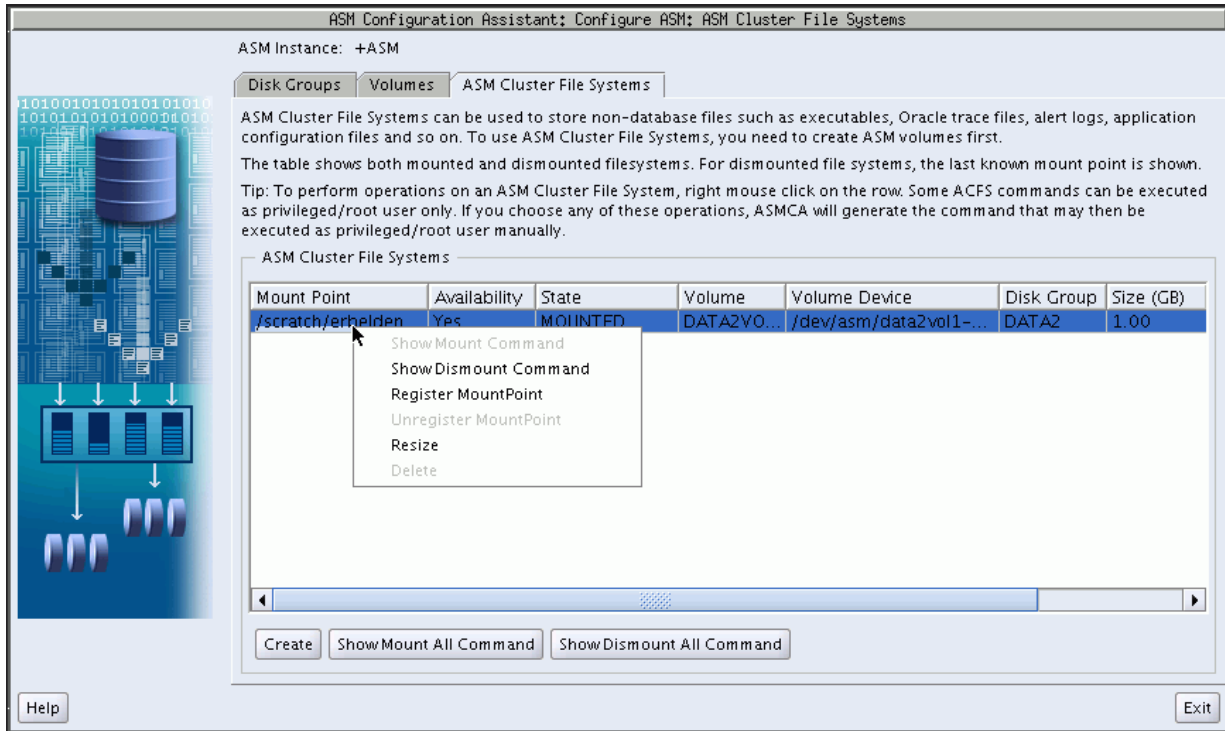 ASM Configuration Assistant: Configure ASM: ASM Cluster File Systems
ASM Instance: +ASM
Disk Groups Volumes ASM Cluster File Systems
ASM Cluster File Systems can be used to store non-database files such as executables, Oracle trace files, alert logs, application
configuration files and so on. To use ASM Cluster File Systems, you need to create ASM volumes first.
The table shows both mounted and dismounted filesystems. For dismounted file systems, the last known mount point is shown.
Tip: To perform operations on an ASM Cluster File System, right mouse click on the row. Some ACFS commands can be executed
as privileged/root user only. If you choose any of these operations, ASMCA will generate the command that may then be
executed as privileged/root user manually.
ASM Cluster File Systems
Mount Point Availability State Volume Volume Device Disk Group Size (GB)
/scratch/erbelden Yes MOUNTED DATA2VO... /dev/asm/data2vol1-... DATA2 1.00
Show Mount Command
Show Dismount Command
Register MountPoint
Unregister MountPoint
Resize
Delete
Create Show Mount All Command Show Dismount All Command
Help Exit